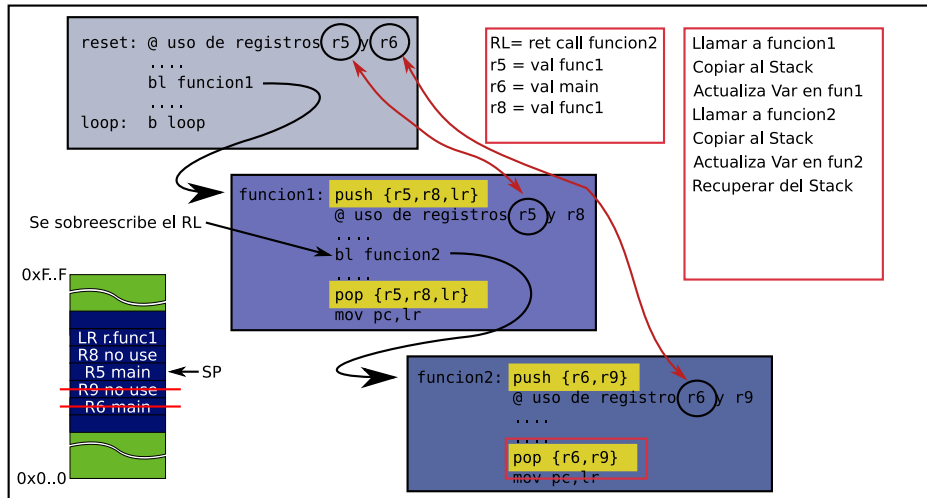 reset: @ uso de registros r5 y r6
....
bl funcion1
....
loop: b loop
RL= ret call funcion2
r5 = val func1
r6 = val main
r8 = val func1
Llamar a funcion1
Copiar al Stack
Actualiza Var en fun1
Llamar a funcion2
Copiar al Stack
Actualiza Var en fun2
Recuperar del Stack
funcion1: push {r5,r8,lr}
@ uso de registros r5 y r8
....
bl funcion2
....
pop {r5,r8,lr}
mov pc,lr
Se sobreescribe el RL
0xF..F
LR r.func1
R8 no use
R5 main
R9 no use
R6 main
SP
0x0..0
funcion2: push {r6,r9}
@ uso de registro r6 y r9
....
....
pop {r6,r9}
mov pc,lr